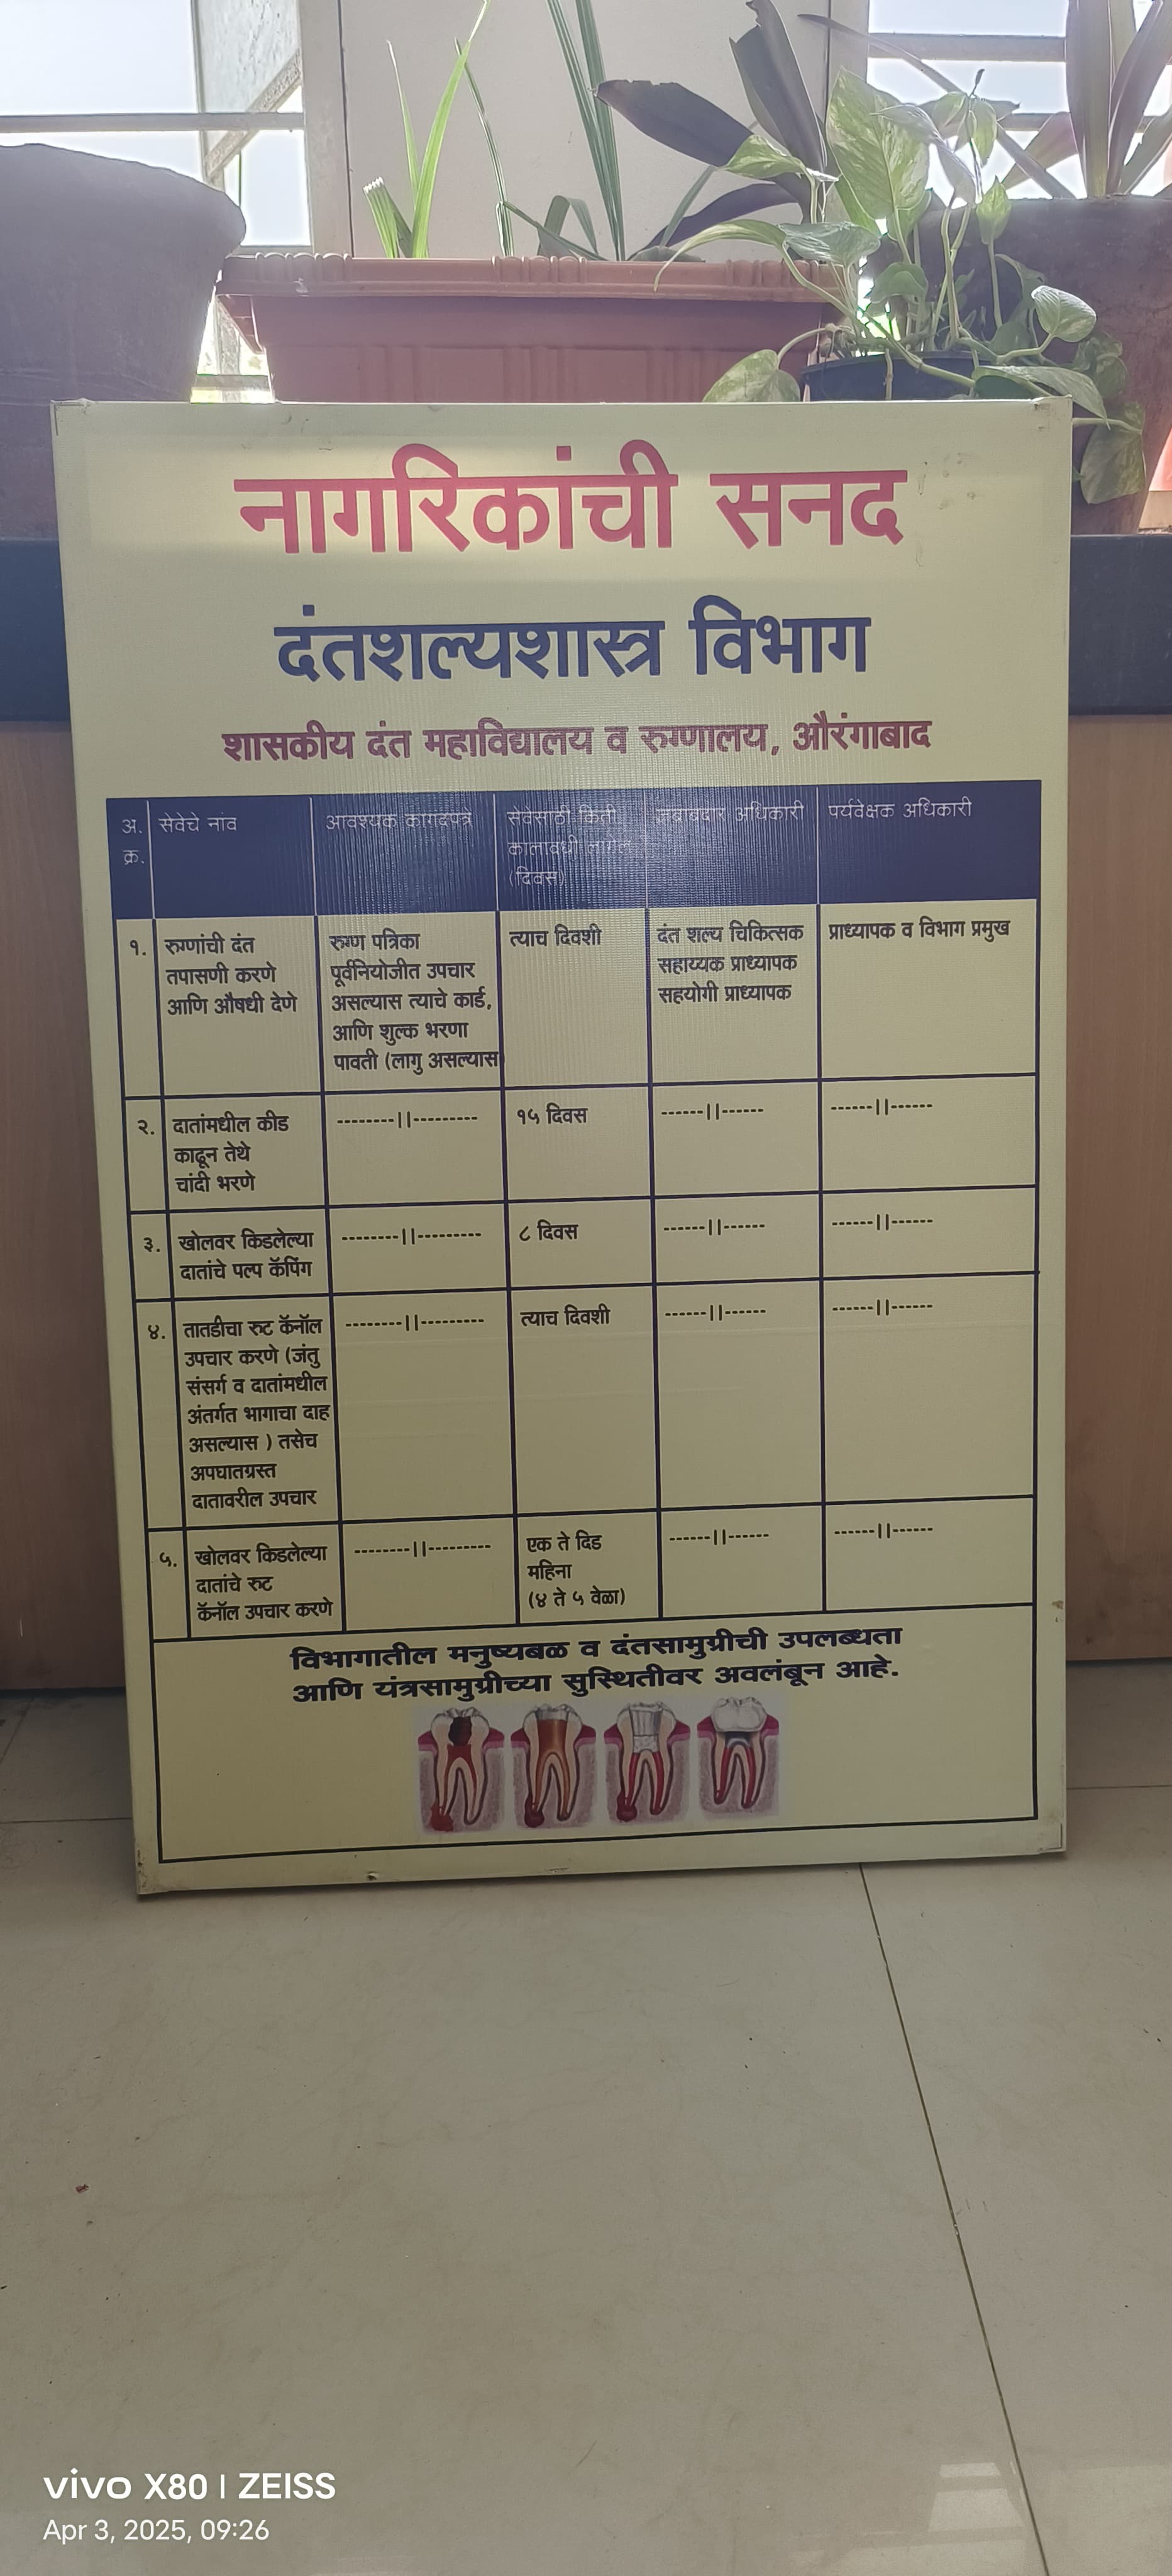 नागरिकांची सनद
दंतशल्यशास्त्र विभाग
शासकीय दंत महाविद्यालय व रुग्णालय, औरंगाबाद
अ.
क्र.
सेवेचे नांव
आवश्यक कागदपत्रे
सेवेसाठी किती
कालावधी लागेल
(दिवस)
जबाबदार अधिकारी
पर्यवेक्षक अधिकारी
१.
रुग्णांची दंत
तपासणी करणे
आणि औषधी देणे
रुग्ण पत्रिका
पूर्वनियोजीत उपचार
असल्यास त्याचे कार्ड,
आणि शुल्क भरणा
पावती (लागु असल्यास)
त्याच दिवशी
दंत शल्य चिकित्सक
सहाय्यक प्राध्यापक
सहयोगी प्राध्यापक
प्राध्यापक व विभाग प्रमुख
२.
दातांमधील कीड
काढून तेथे
चांदी भरणे
--------||---------
१५ दिवस
------||------
------||------
३.
खोलवर किडलेल्या
दातांचे पल्प कॅपिंग
--------||---------
८ दिवस
------||------
------||------
४.
तातडीचा रुट कॅनॉल
उपचार करणे (जंतु
संसर्ग व दातांमधील
अंतर्गत भागाचा दाह
असल्यास ) तसेच
अपघातग्रस्त
दातावरील उपचार
--------||---------
त्याच दिवशी
------||------
------||------
५.
खोलवर किडलेल्या
दातांचे रुट
कॅनॉल उपचार करणे
--------||---------
एक ते दिड
महिना
(४ ते ५ वेळा)
------||------
------||------
विभागातील मनुष्यबळ व दंतसामुग्रीची उपलब्धता
आणि यंत्रसामुग्रीच्या सुस्थितीवर अवलंबून आहे.
vivo X80 | ZEISS
Apr 3, 2025, 09:26